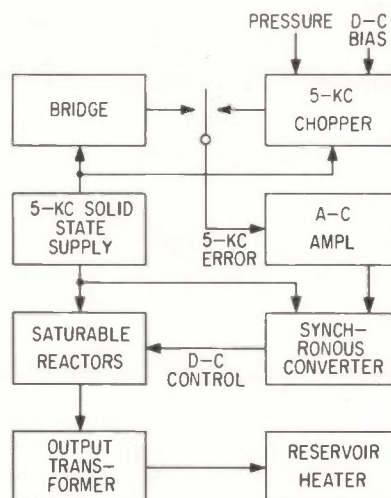 PRESSURE
D-C
BIAS
BRIDGE
5-KC
CHOPPER
5-KC SOLID
STATE
SUPPLY
5-KC
ERROR
A-C
AMPL
SATURABLE
REACTORS
D-C
CONTROL
SYNCH-
RONOUS
CONVERTER
OUTPUT
TRANS-
FORMER
RESERVOIR
HEATER